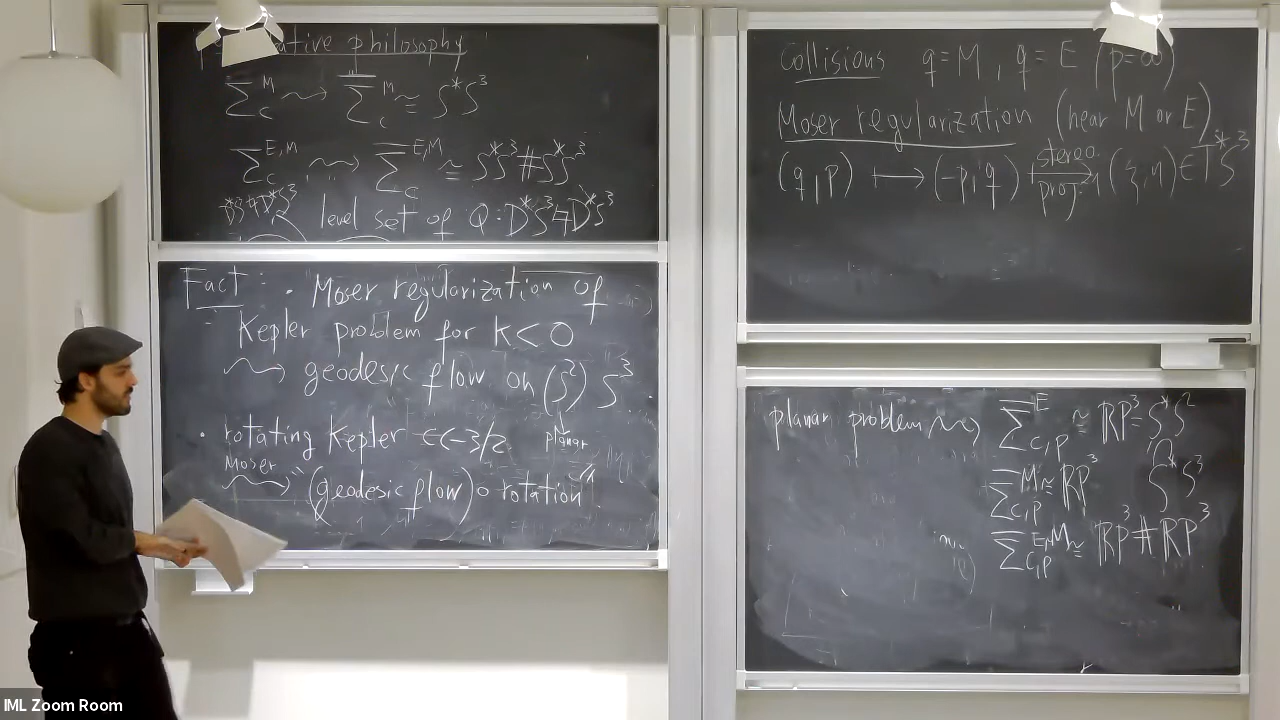 philosophy
Σ_c^M ⇝ Σ̅_c^M ≅ S*S³
Σ_c^{E,M} ⇝ Σ̅_c^{E,M} ≅ S*S³ # S*S³
level set of Q: D*S³ ♮ D*S³
Fact: • Moser regularization of
Kepler problem for k < 0
⇝ geodesic flow on (S²) S³
planar
• rotating Kepler c < -3/2
Moser ⇝ "(geodesic flow) ∘ rotation"
Collisions q = M, q = E (p = ∞)
Moser regularization (near M or E)
(q,p) ⟼ (-p,q) stereo. proj. ⟼ (ξ,η) ∈ T*S³
planar problem ⇝ Σ̅_{c,p}^E ≅ RP³ = S*S²
∩
Σ̅_{c,p}^M ≅ RP³ S*S³
Σ̅_{c,p}^{E,M} ≅ RP³ # RP³
IML Zoom Room